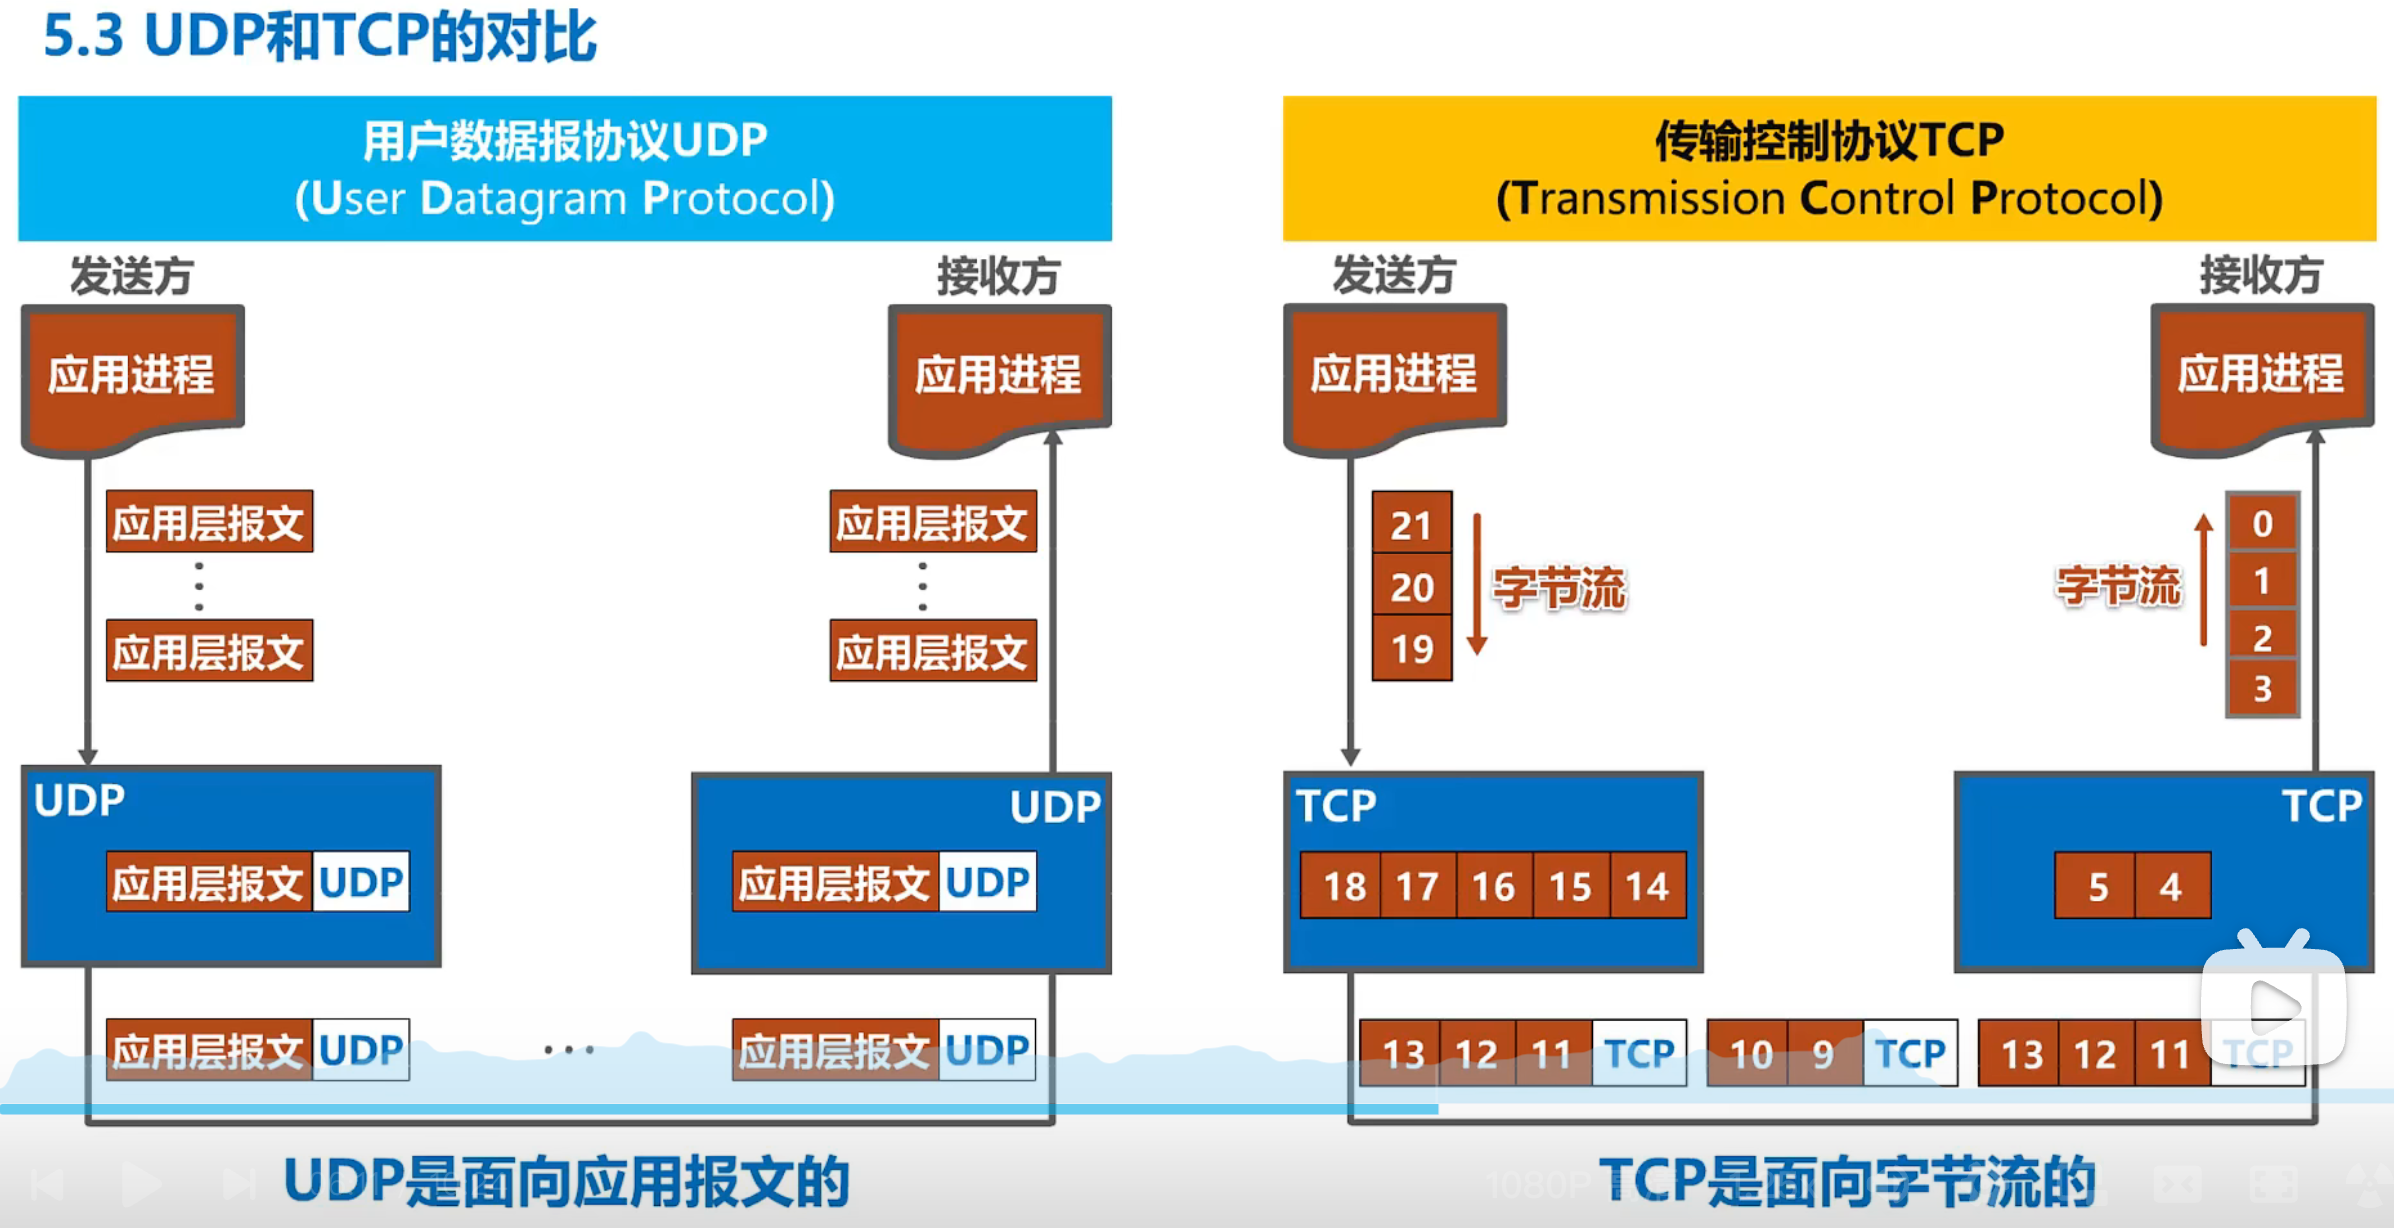 5.3 UDP和TCP的对比
用户数据报协议UDP
(User Datagram Protocol)
发送方
接收方
应用进程
应用进程
应用层报文
应用层报文
应用层报文
应用层报文
UDP
UDP
应用层报文 UDP
应用层报文 UDP
应用层报文 UDP
...
应用层报文 UDP
UDP是面向应用报文的
传输控制协议TCP
(Transmission Control Protocol)
发送方
接收方
应用进程
应用进程
21
20
19
字节流
字节流
0
1
2
3
TCP
TCP
18 17 16 15 14
5 4
13 12 11 TCP
10 9 TCP
13 12 11 TCP
TCP是面向字节流的
1080P